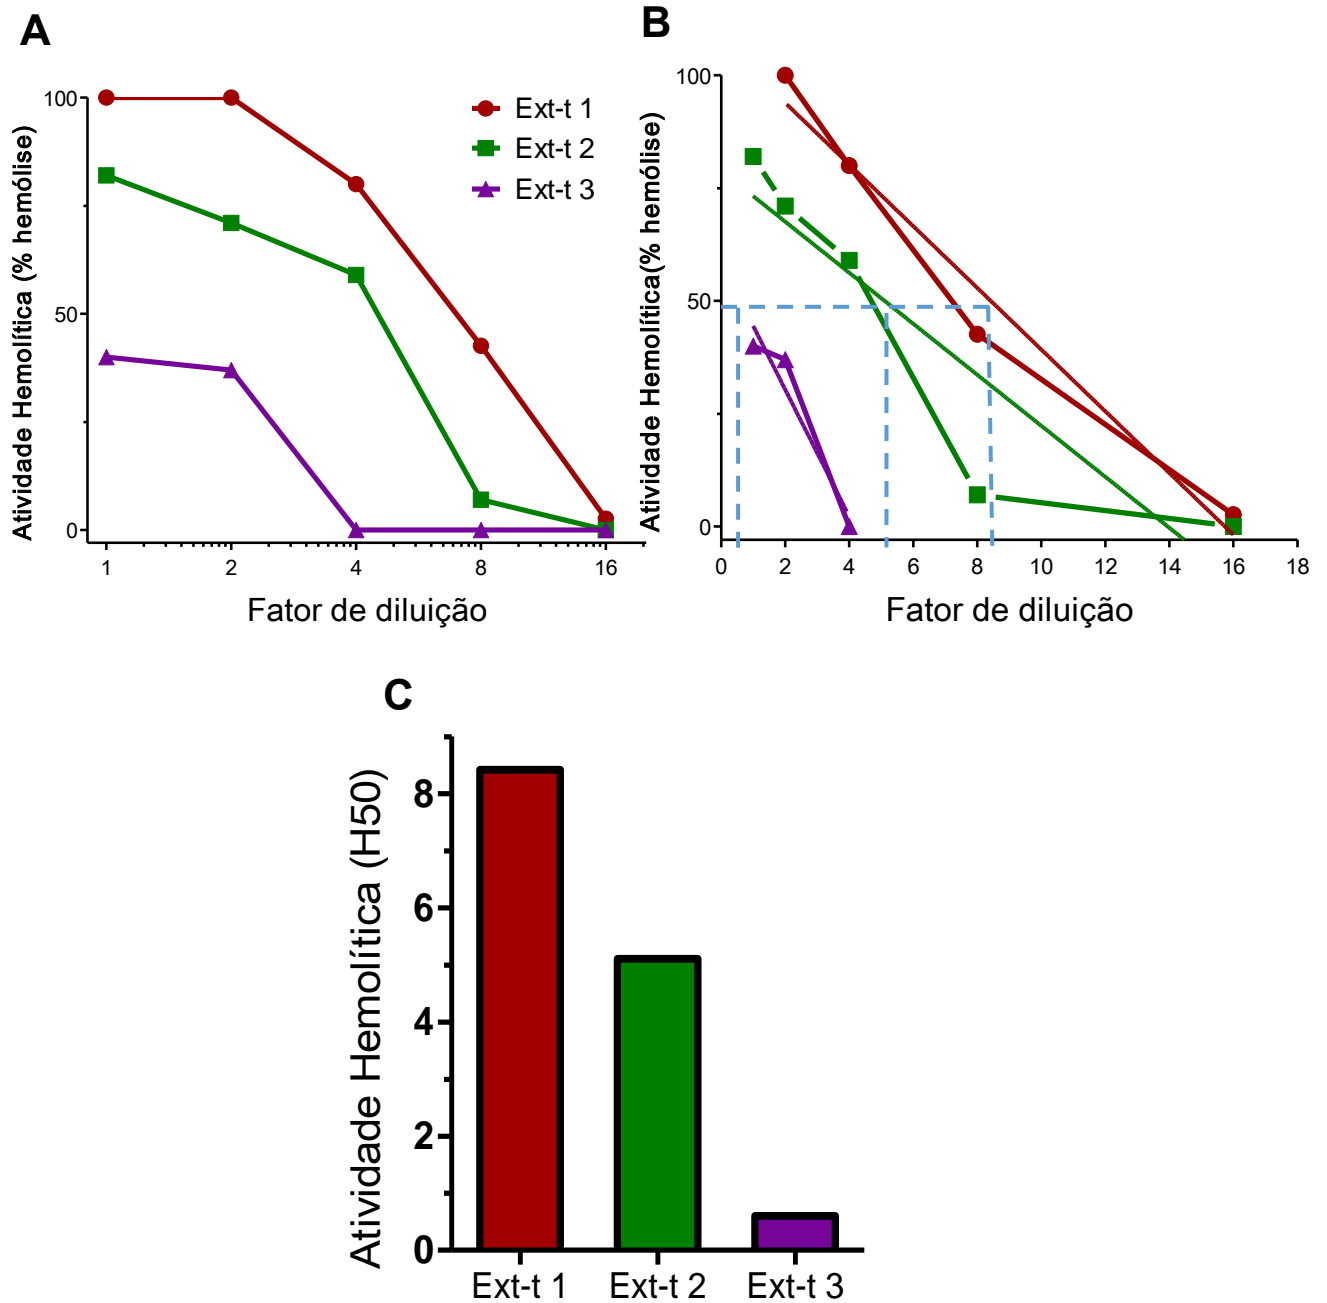 A
Atividade Hemolítica (% hemólise)
100
50
0
1 2 4 8 16
Fator de diluição
Ext-t 1
Ext-t 2
Ext-t 3
B
Atividade Hemolítica(% hemólise)
100
50
0
0 2 4 6 8 10 12 14 16 18
Fator de diluição
C
Atividade Hemolítica (H50)
8
6
4
2
0
Ext-t 1 Ext-t 2 Ext-t 3